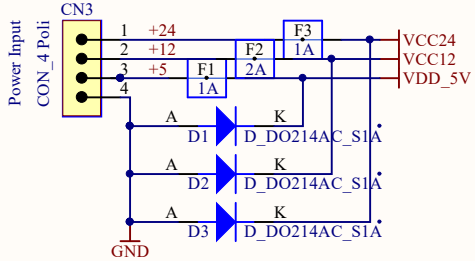 CN3
Power Input
CON_4 Poli
1 +24 F3 VCC24
1A
2 +12 F2 VCC12
2A
3 +5 F1 VDD_5V
1A
4
A K
D1 D_DO214AC_S1A
A K
D2 D_DO214AC_S1A
A K
D3 D_DO214AC_S1A
GND